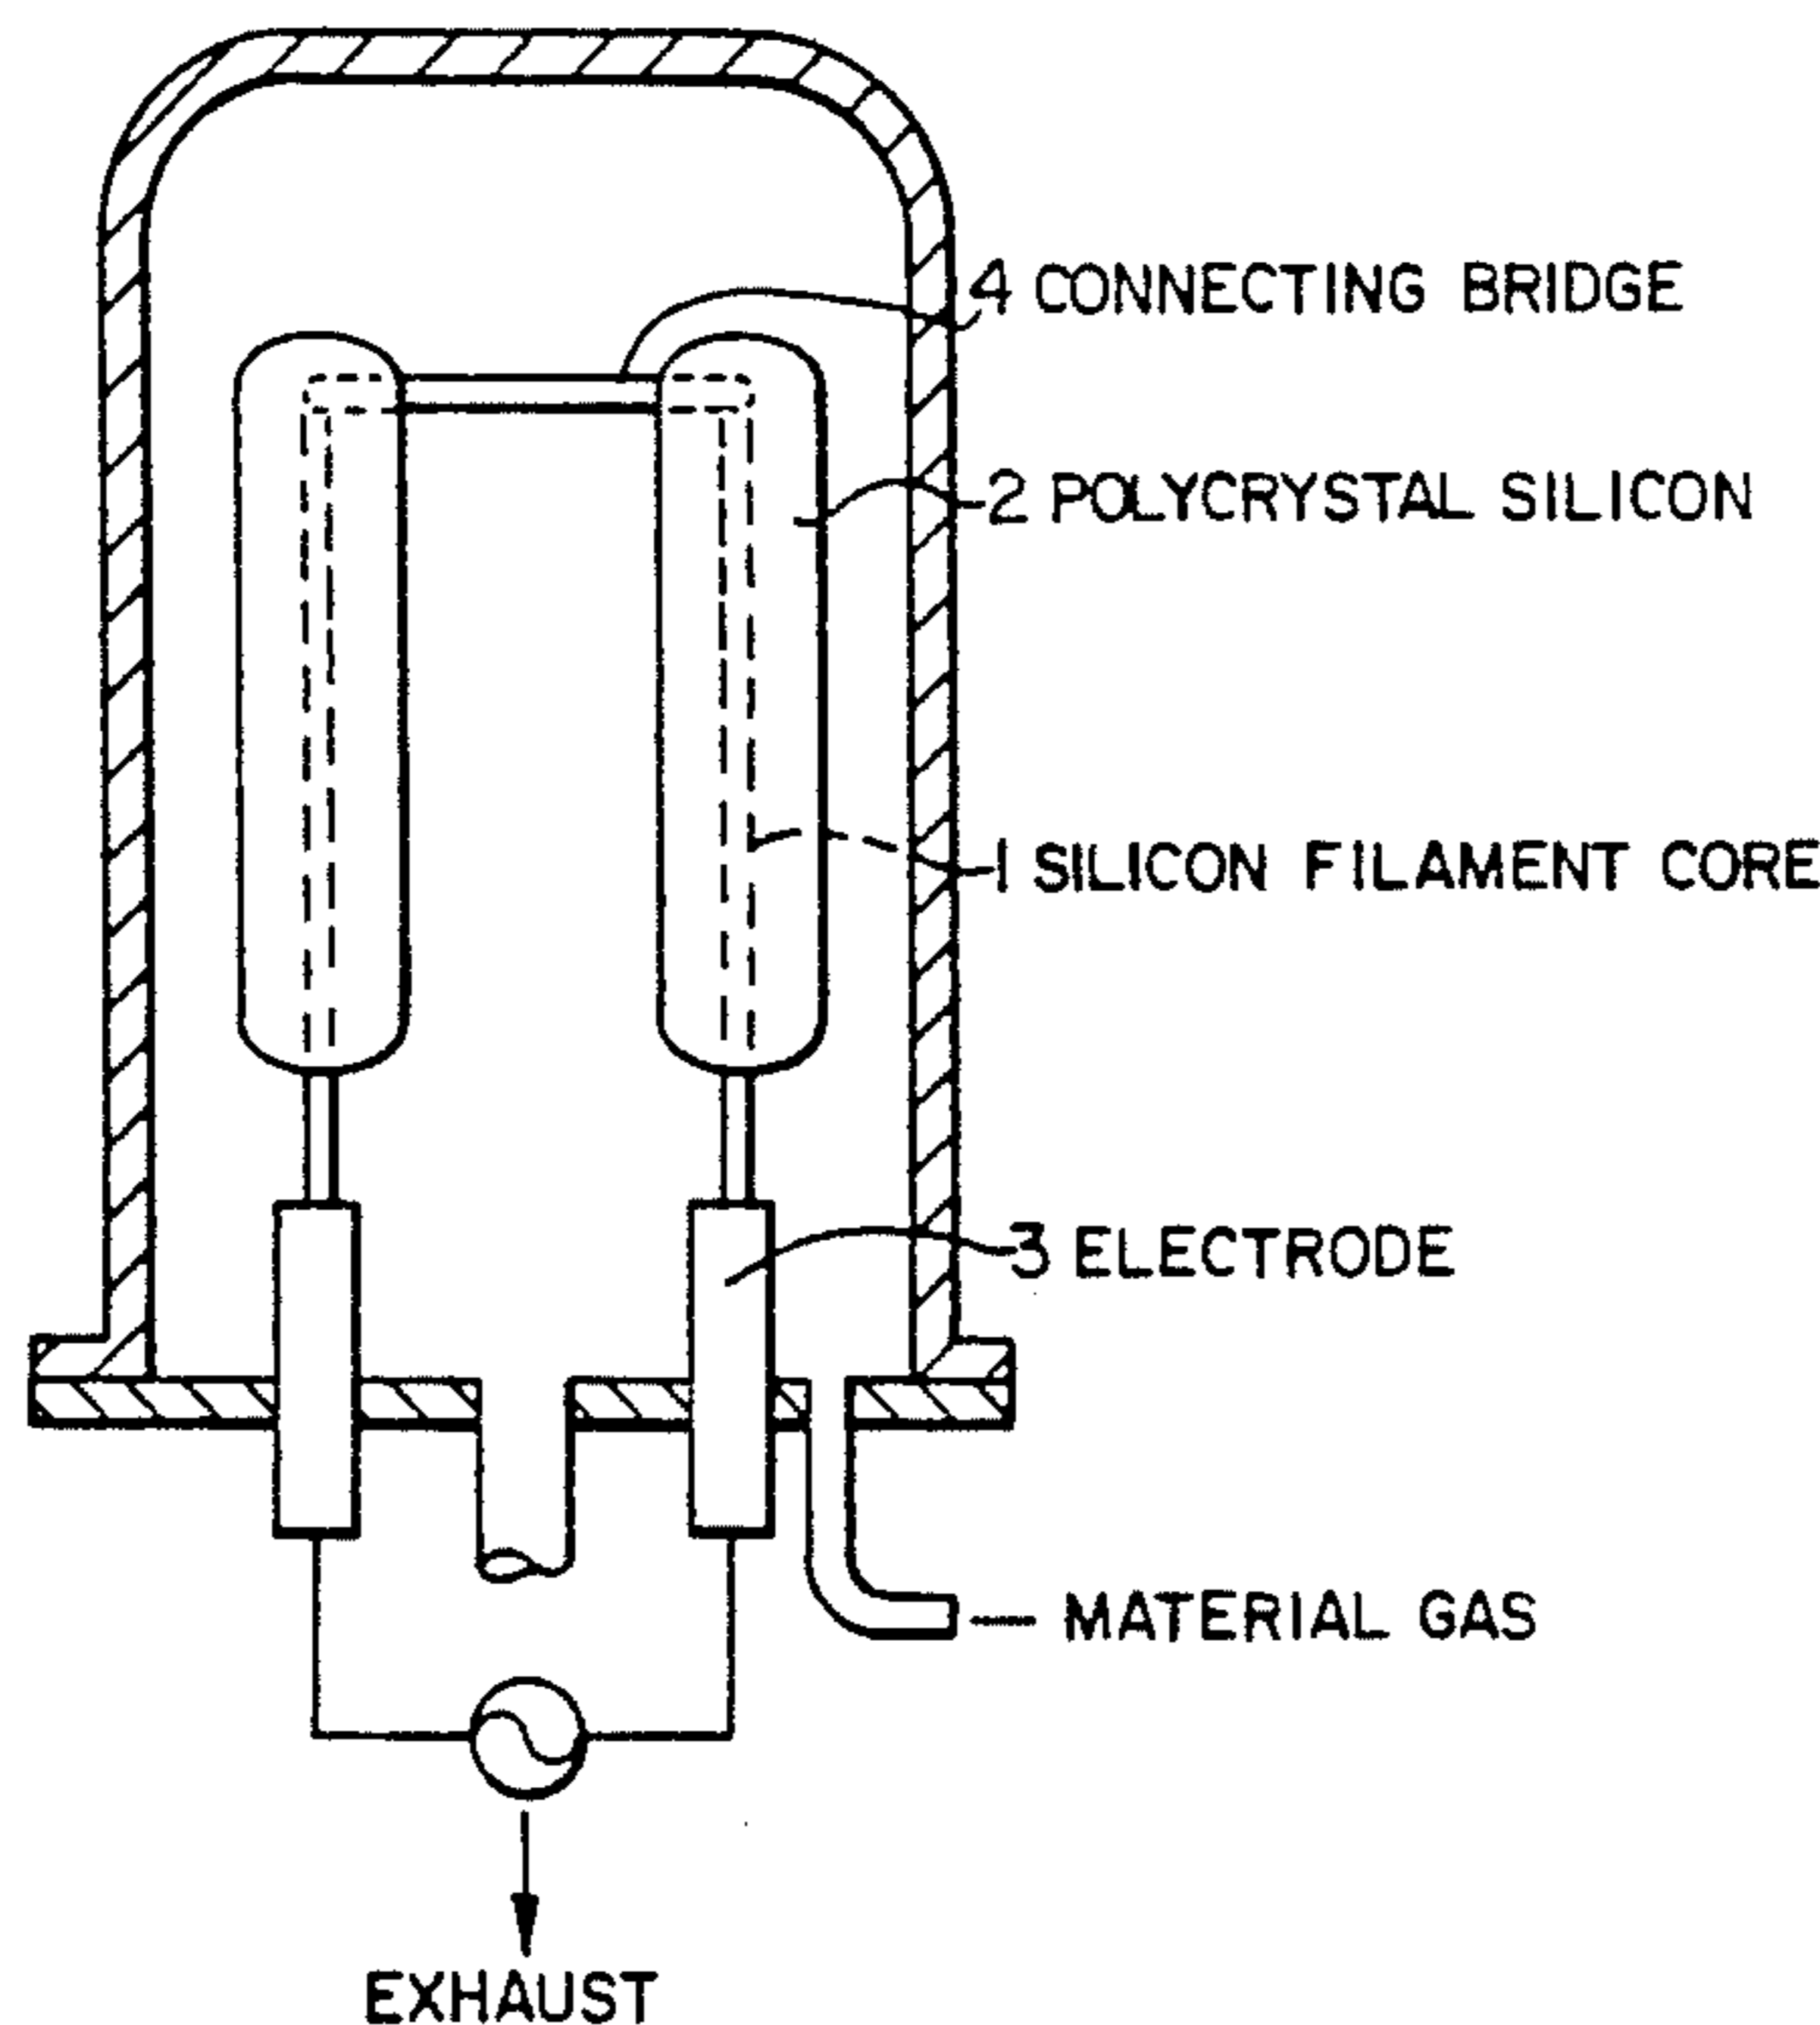 4 CONNECTING BRIDGE
2 POLYCRYSTAL SILICON
1 SILICON FILAMENT CORE
3 ELECTRODE
MATERIAL GAS
EXHAUST